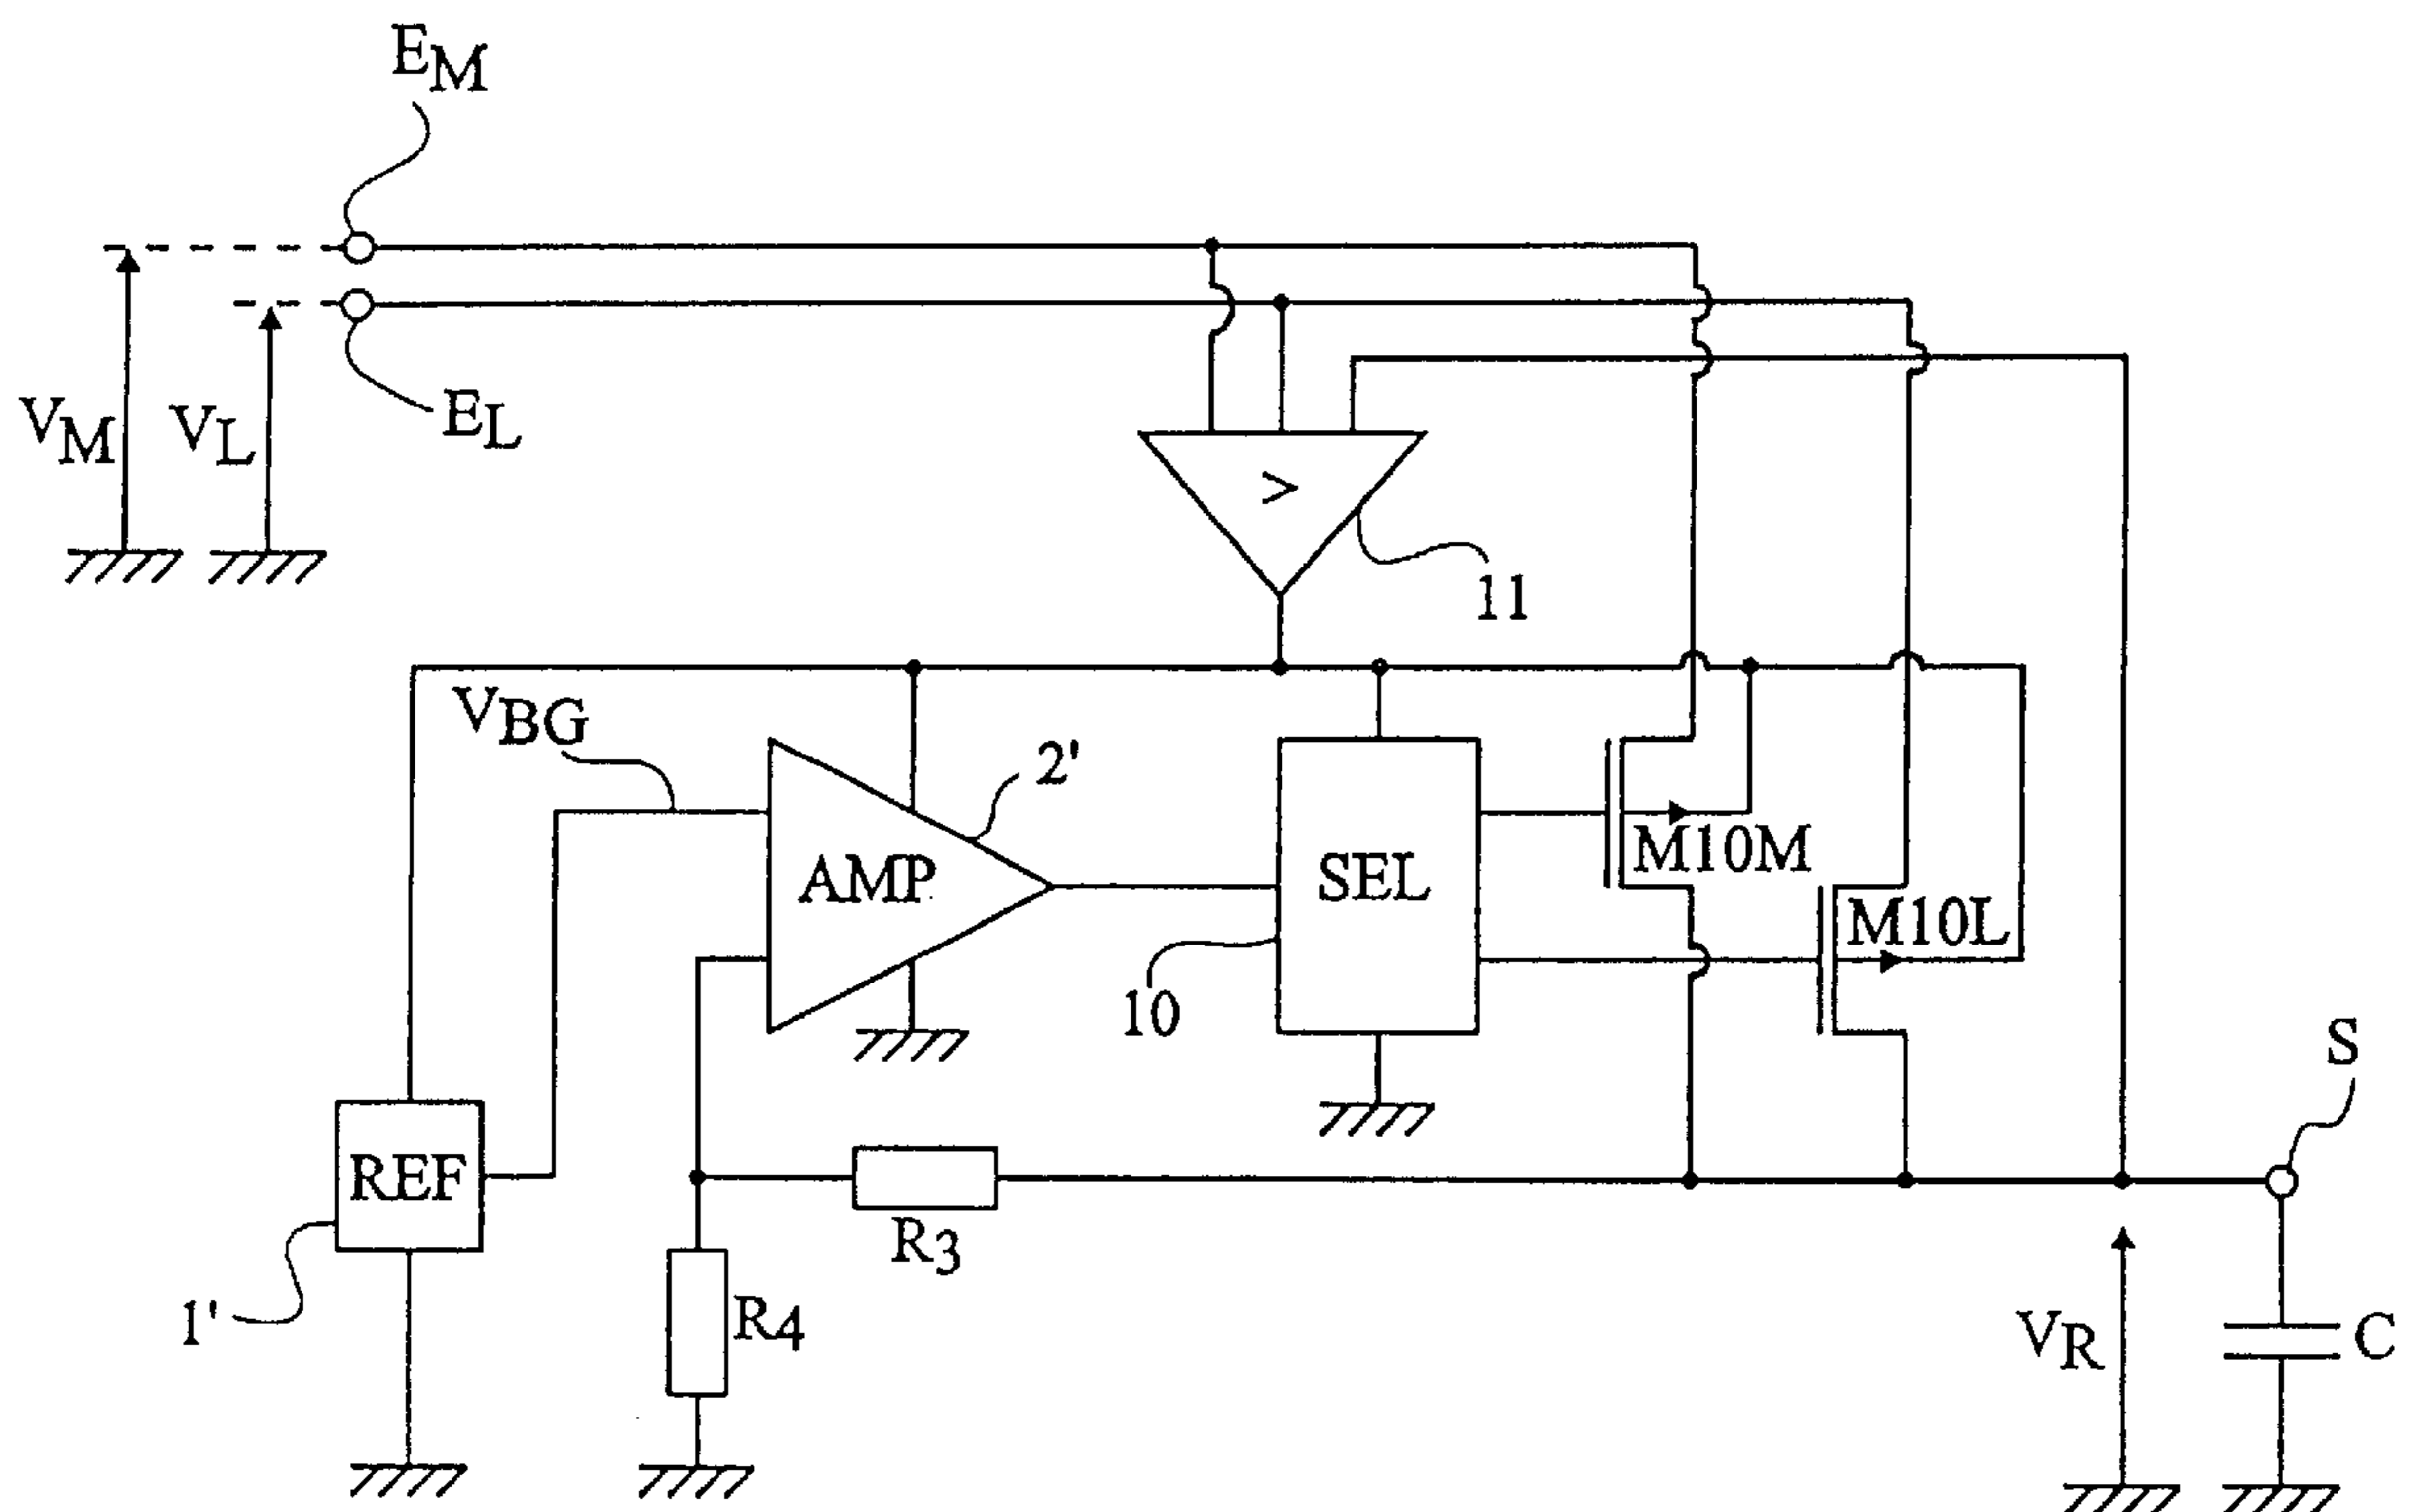 EM
VM
VL
EL
>
11
VBG
2'
AMP
SEL
M10M
M10L
10
S
REF
R3
1'
R4
VR
C